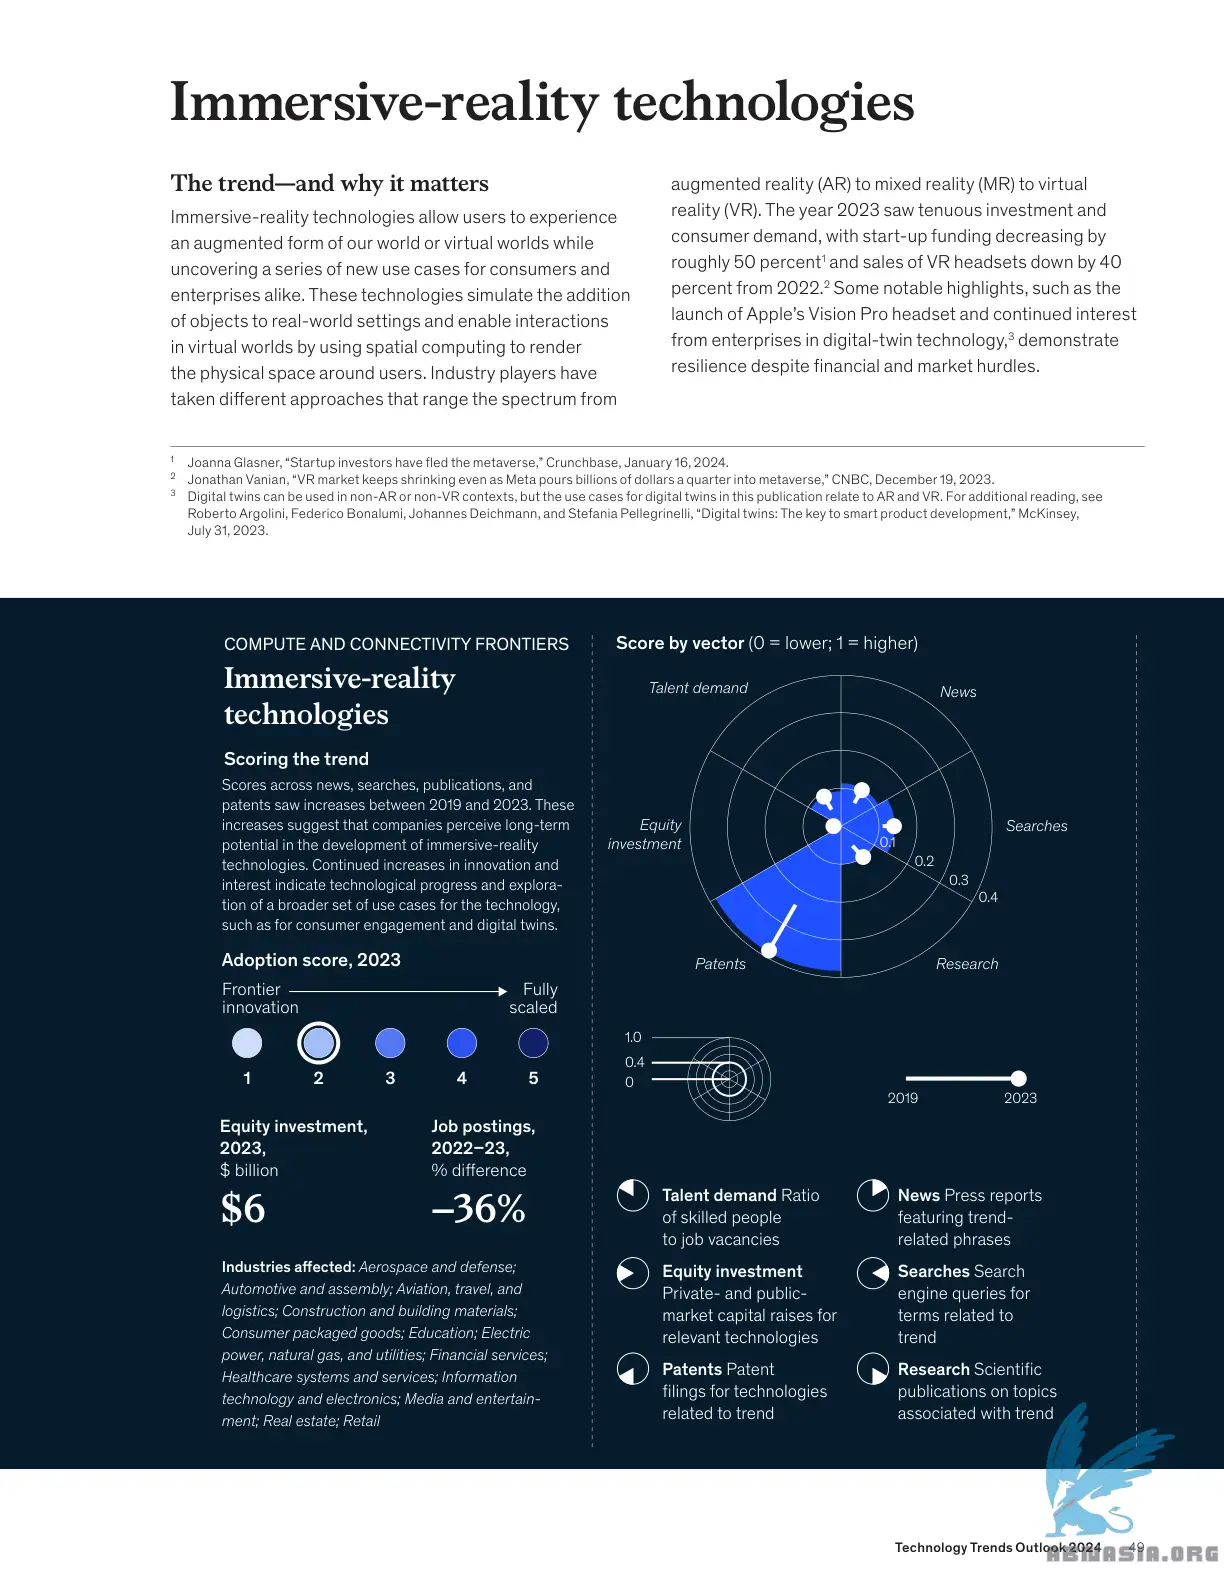 Immersive-reality technologies
The trend—and why it matters
Immersive-reality technologies allow users to experience
an augmented form of our world or virtual worlds while
uncovering a series of new use cases for consumers and
enterprises alike. These technologies simulate the addition
of objects to real-world settings and enable interactions
in virtual worlds by using spatial computing to render
the physical space around users. Industry players have
taken different approaches that range the spectrum from
augmented reality (AR) to mixed reality (MR) to virtual
reality (VR). The year 2023 saw tenuous investment and
consumer demand, with start-up funding decreasing by
roughly 50 percent¹ and sales of VR headsets down by 40
percent from 2022.² Some notable highlights, such as the
launch of Apple’s Vision Pro headset and continued interest
from enterprises in digital-twin technology,³ demonstrate
resilience despite financial and market hurdles.
1 Joanna Glasner, “Startup investors have fled the metaverse,” Crunchbase, January 16, 2024.
2 Jonathan Vanian, “VR market keeps shrinking even as Meta pours billions of dollars a quarter into metaverse,” CNBC, December 19, 2023.
3 Digital twins can be used in non-AR or non-VR contexts, but the use cases for digital twins in this publication relate to AR and VR. For additional reading, see
Roberto Argolini, Federico Bonalumi, Johannes Deichmann, and Stefania Pellegrinelli, “Digital twins: The key to smart product development,” McKinsey,
July 31, 2023.
COMPUTE AND CONNECTIVITY FRONTIERS
Immersive-reality
technologies
Scoring the trend
Scores across news, searches, publications, and
patents saw increases between 2019 and 2023. These
increases suggest that companies perceive long-term
potential in the development of immersive-reality
technologies. Continued increases in innovation and
interest indicate technological progress and explora-
tion of a broader set of use cases for the technology,
such as for consumer engagement and digital twins.
Adoption score, 2023
Frontier
innovation
Fully
scaled
1 2 3 4 5
Equity investment,
2023,
$ billion
$6
Job postings,
2022–23,
% difference
–36%
Industries affected: Aerospace and defense;
Automotive and assembly; Aviation, travel, and
logistics; Construction and building materials;
Consumer packaged goods; Education; Electric
power, natural gas, and utilities; Financial services;
Healthcare systems and services; Information
technology and electronics; Media and entertain-
ment; Real estate; Retail
Score by vector (0 = lower; 1 = higher)
Talent demand
News
Equity
investment
Searches
0.1
0.2
0.3
0.4
Patents
Research
1.0
0.4
0
2019 2023
Talent demand Ratio
of skilled people
to job vacancies
Equity investment
Private- and public-
market capital raises for
relevant technologies
Patents Patent
filings for technologies
related to trend
News Press reports
featuring trend-
related phrases
Searches Search
engine queries for
terms related to
trend
Research Scientific
publications on topics
associated with trend
Technology Trends Outlook 2024 49
ABNASIA.ORG